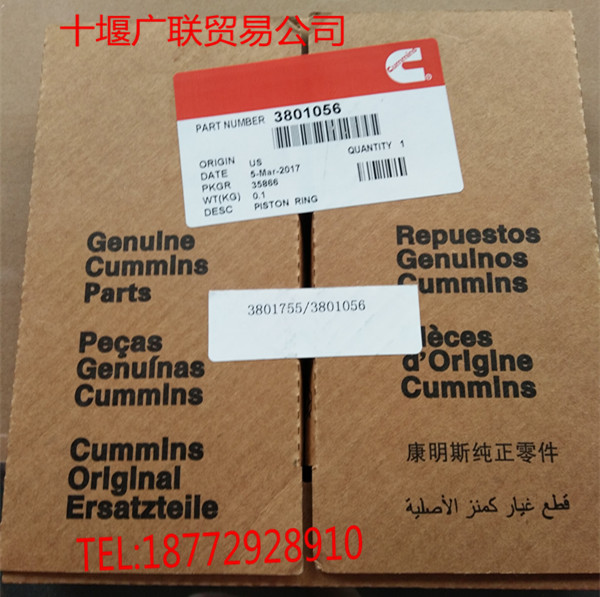 十堰广联贸易公司
Cummins
PART NUMBER 3801056
QUANTITY 1
ORIGIN US
DATE 5-Mar-2017
PKGR 35866
WT(KG) 0.1
DESC PISTON RING
Genuine
Cummins
Parts
Repuestos
Genuinos
Cummins
3801755/3801056
Peças
Genuínas
Cummins
Pièces
d'Origine
Cummins
Cummins
Original
Ersatzteile
康明斯纯正零件
قطع غيار كمنز الأصلية
TEL:18772928910